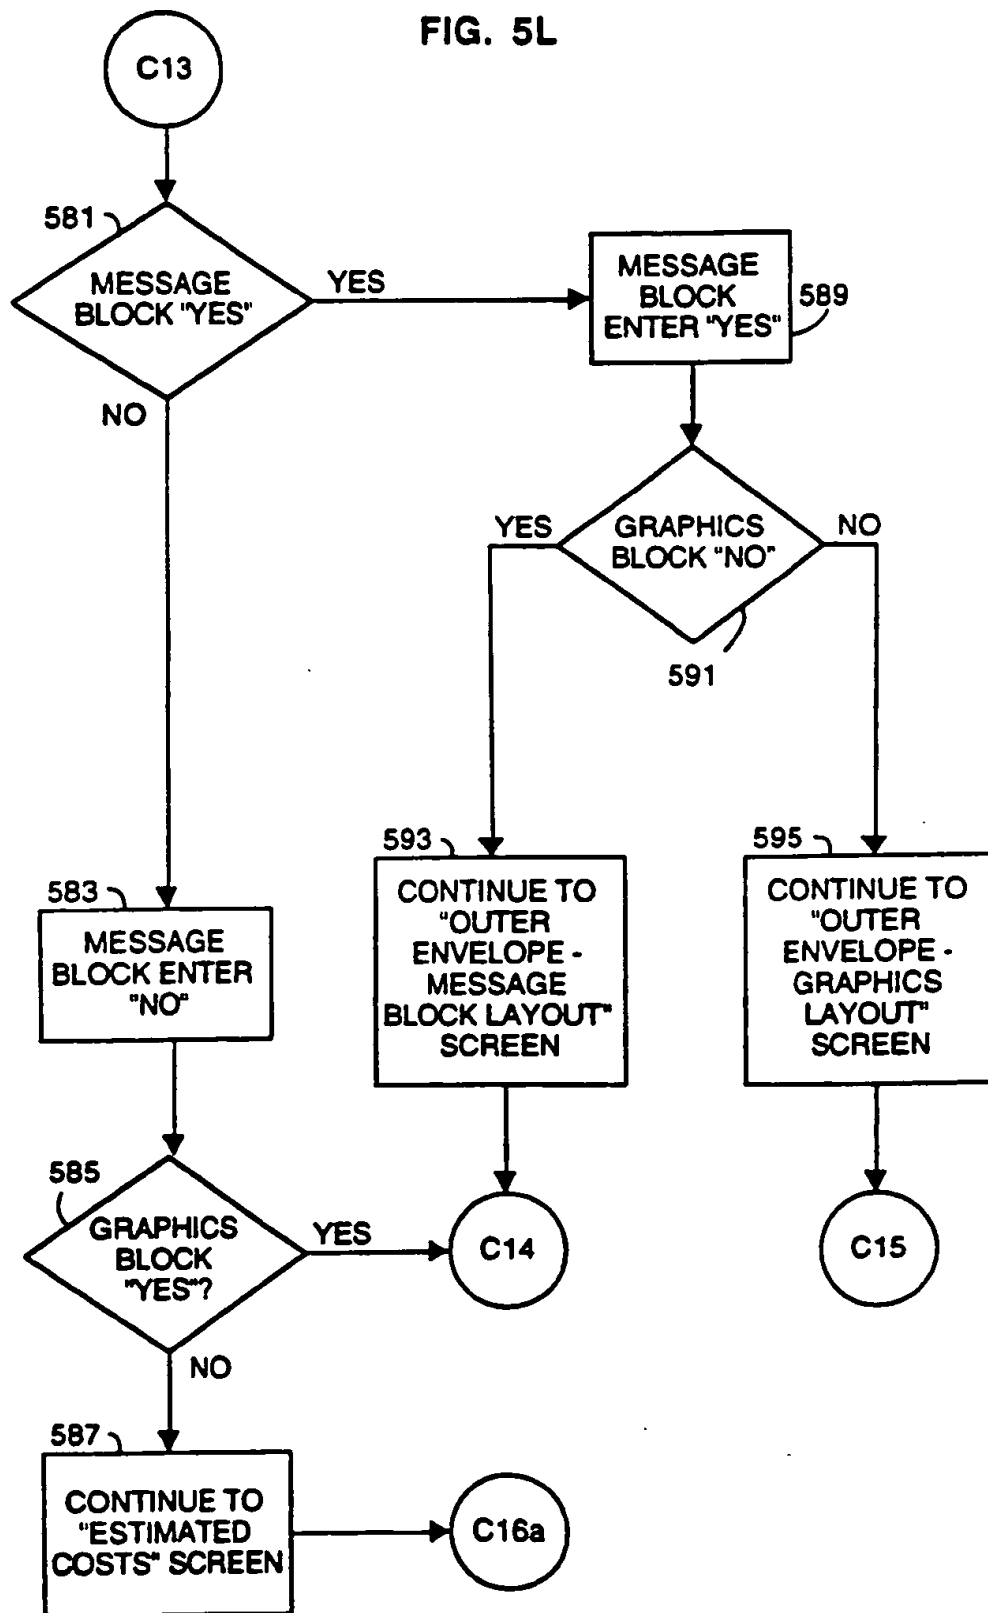 FIG. 5L
C13
581
MESSAGE
BLOCK "YES"
YES
NO
MESSAGE
BLOCK
ENTER "YES"
589
GRAPHICS
BLOCK "NO"
YES
NO
591
593
CONTINUE TO
"OUTER
ENVELOPE -
MESSAGE
BLOCK LAYOUT"
SCREEN
595
CONTINUE TO
"OUTER
ENVELOPE -
GRAPHICS
LAYOUT"
SCREEN
583
MESSAGE
BLOCK ENTER
"NO"
585
GRAPHICS
BLOCK
"YES"?
YES
NO
C14
C15
587
CONTINUE TO
"ESTIMATED
COSTS" SCREEN
C16a